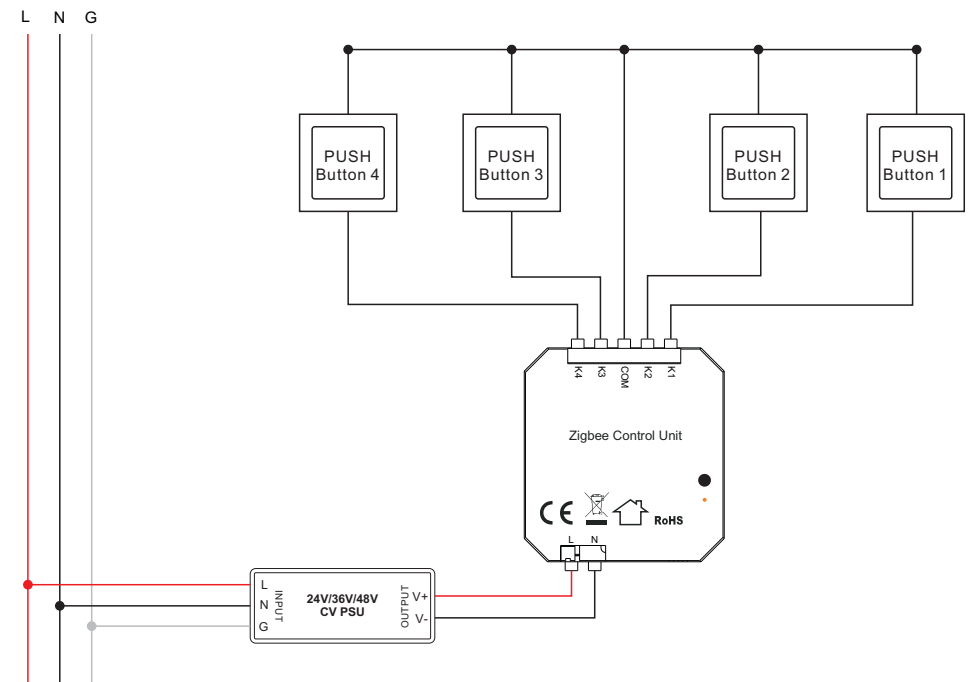 L N G
PUSH
Button 4
PUSH
Button 3
PUSH
Button 2
PUSH
Button 1
K4
K3
COM
K2
K1
Zigbee Control Unit
CE
RoHS
L N
L
N
G
INPUT
24V/36V/48V
CV PSU
OUTPUT
V+
V-